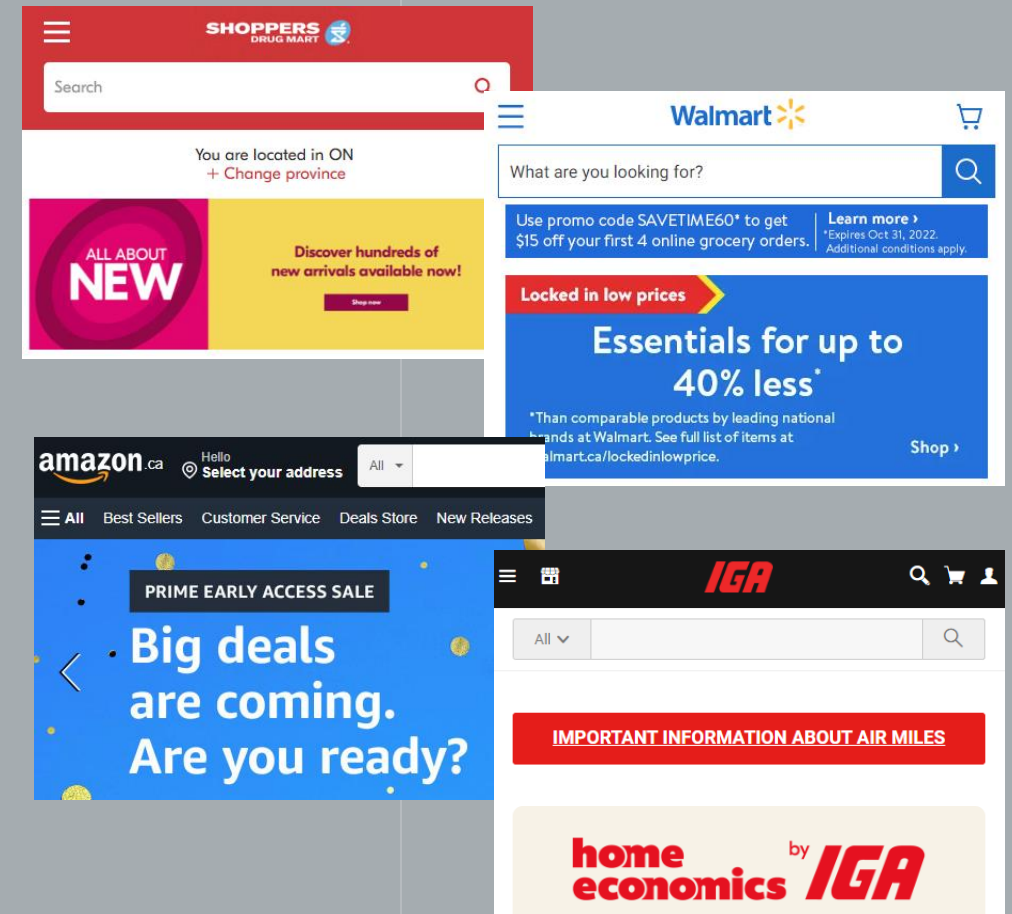 SHOPPERS
DRUG MART
Search
You are located in ON
+ Change province
ALL ABOUT
NEW
Discover hundreds of
new arrivals available now!
Shop now
Walmart
What are you looking for?
Use promo code SAVETIME60* to get
$15 off your first 4 online grocery orders.
Learn more ›
*Expires Oct 31, 2022.
Additional conditions apply.
Locked in low prices
Essentials for up to
40% less*
*Than comparable products by leading national
brands at Walmart. See full list of items at
walmart.ca/lockedinlowprice.
Shop ›
amazon.ca
Hello
Select your address
All
All Best Sellers Customer Service Deals Store New Releases
PRIME EARLY ACCESS SALE
Big deals
are coming.
Are you ready?
IGA
All
IMPORTANT INFORMATION ABOUT AIR MILES
home
economics
by
IGA